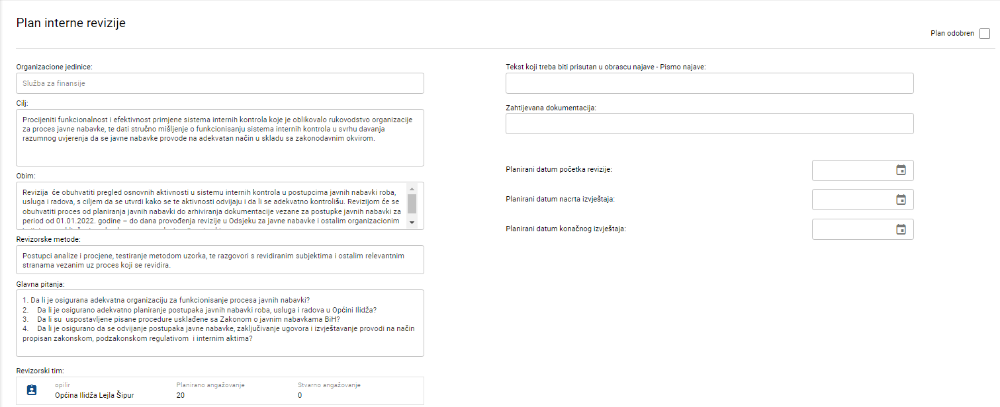 Plan interne revizije
Plan odobren
Organizacione jedinice:
Služba za finansije
Cilj:
Procijeniti funkcionalnost i efektivnost primjene sistema internih kontrola koje je oblikovalo rukovodstvo organizacije
za proces javne nabavke, te dati stručno mišljenje o funkcionisanju sistema internih kontrola u svrhu davanja
razumnog uvjerenja da se javne nabavke provode na adekvatan način u skladu sa zakonodavnim okvirom.
Obim:
Revizija  će obuhvatiti pregled osnovnih aktivnosti u sistemu internih kontrola u postupcima javnih nabavki roba,
usluga i radova, s ciljem da se utvrdi kako se te aktivnosti odvijaju i da li se adekvatno kontrolišu. Revizijom će se
obuhvatiti proces od planiranja javnih nabavki do arhiviranja dokumentacije vezane za postupke javnih nabavki za
period od 01.01.2022. godine – do dana provođenja revizije u Odsjeku za javne nabavke i ostalim organizacionim
Revizorske metode:
Postupci analize i procjene, testiranje metodom uzorka, te razgovori s revidiranim subjektima i ostalim relevantnim
stranama vezanim uz proces koji se revidira.
Glavna pitanja:
1. Da li je osigurana adekvatna organizaciju za funkcionisanje procesa javnih nabavki?
2.    Da li je osigurano adekvatno planiranje postupaka javnih nabavki roba, usluga i radova u Općini Ilidža?
3.    Da li su  uspostavljene pisane procedure usklađene sa Zakonom o javnim nabavkama BiH?
4.    Da li je osigurano da se odvijanje postupaka javne nabavke, zaključivanje ugovora i izvještavanje provodi na način
propisan zakonskom, podzakonskom regulativom  i internim aktima?
Revizorski tim:
opilir
Planirano angažovanje
Stvarno angažovanje
Općina Ilidža Lejla Šipur
20
0
Tekst koji treba biti prisutan u obrascu najave - Pismo najave:
Zahtijevana dokumentacija:
Planirani datum početka revizije:
Planirani datum nacrta izvještaja:
Planirani datum konačnog izvještaja: